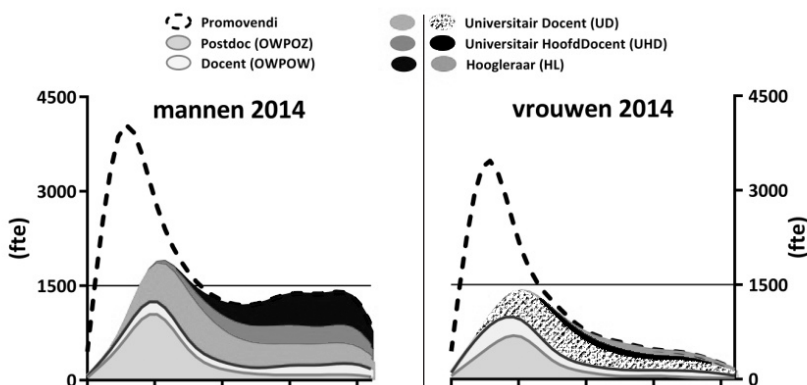 Promovendi
Postdoc (OWPOZ)
Docent (OWPOW)
Universitair Docent (UD)
Universitair HoofdDocent (UHD)
Hoogleraar (HL)
mannen 2014
vrouwen 2014
4500
3000
1500
0
(fte)
4500
3000
1500
0
(fte)